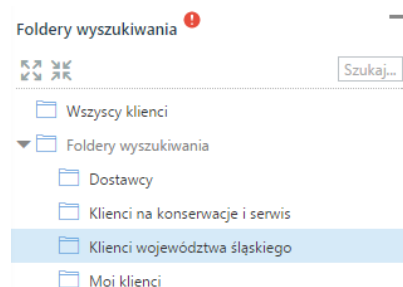 Foldery wyszukiwania
Szukaj...
Wszyscy klienci
Foldery wyszukiwania
Dostawcy
Klienci na konserwacje i serwis
Klienci województwa śląskiego
Moi klienci